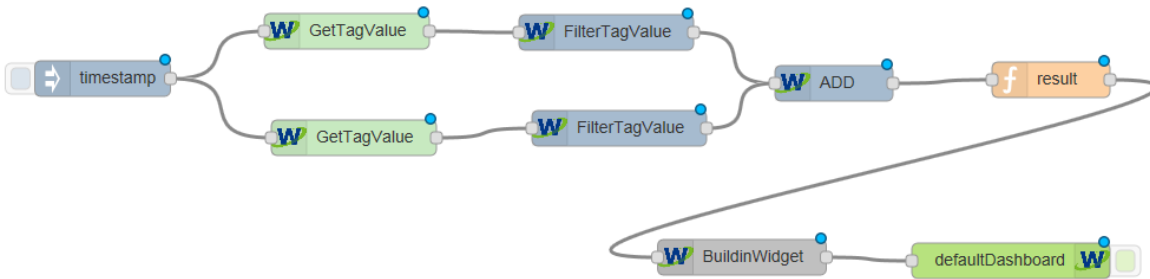 GetTagValue
FilterTagValue
timestamp
ADD
result
GetTagValue
FilterTagValue
BuildinWidget
defaultDashboard